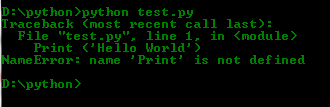 D:\python>python test.py
Traceback (most recent call last):
  File "test.py", line 1, in <module>
    Print ('Hello World')
NameError: name 'Print' is not defined
D:\python>